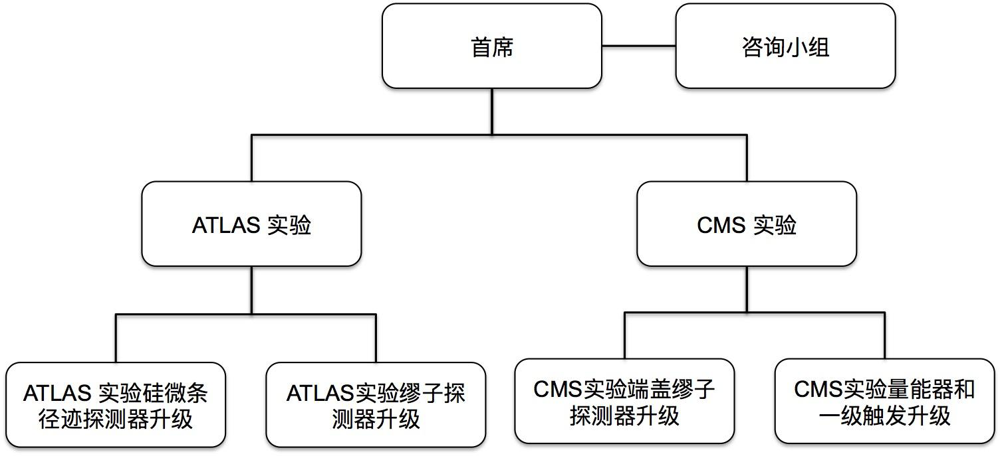 首席
咨询小组
ATLAS 实验
CMS 实验
ATLAS 实验硅微条
径迹探测器升级
ATLAS实验缪子探
测器升级
CMS实验端盖缪子
探测器升级
CMS实验量能器和
一级触发升级